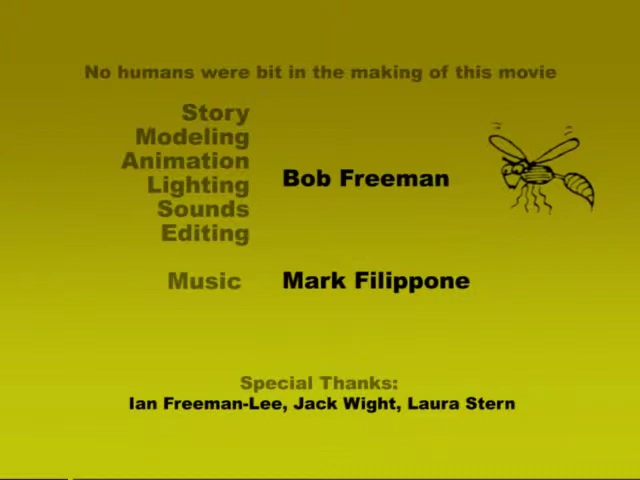 No humans were bit in the making of this movie
Story
Modeling
Animation
Lighting
Sounds
Editing
Bob Freeman
Music Mark Filippone
Special Thanks:
Ian Freeman-Lee, Jack Wight, Laura Stern